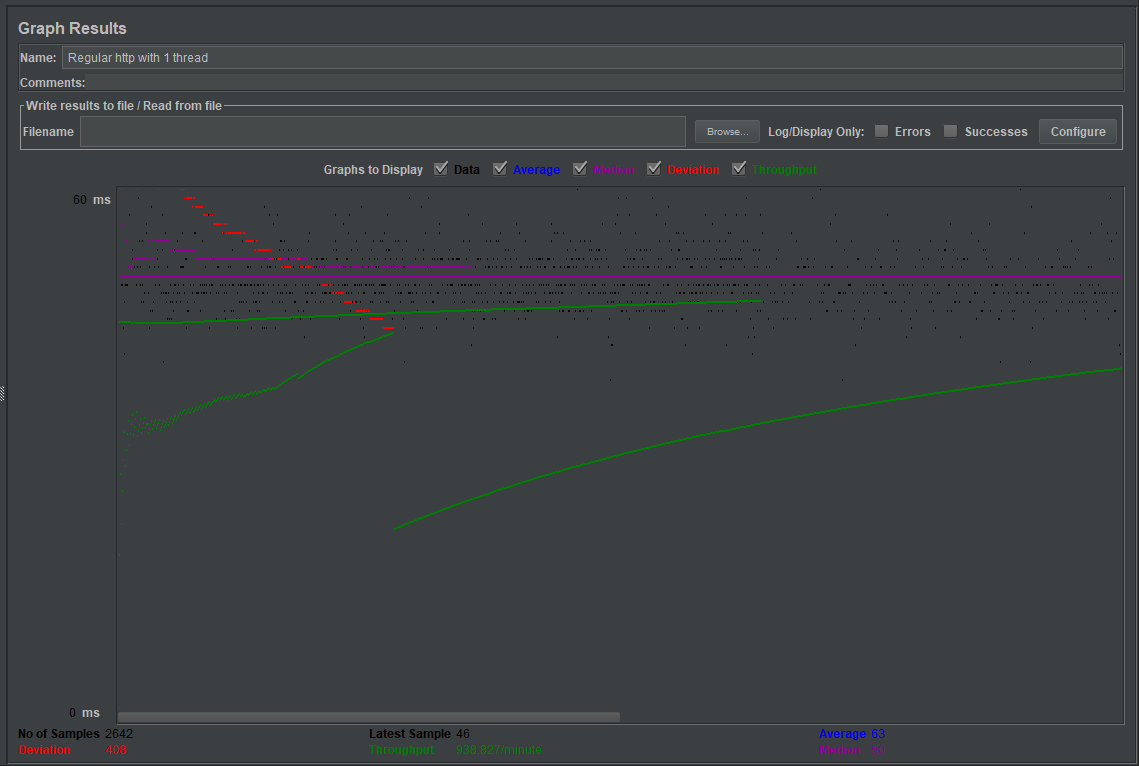 Graph Results
Name: Regular http with 1 thread
Comments:
Write results to file / Read from file
Filename Browse... Log/Display Only: Errors Successes Configure
Graphs to Display Data Average Median Deviation Throughput
60 ms
0 ms
No of Samples 2642 Latest Sample 46 Average 63
Deviation 406 Throughput 938.827/minute Median